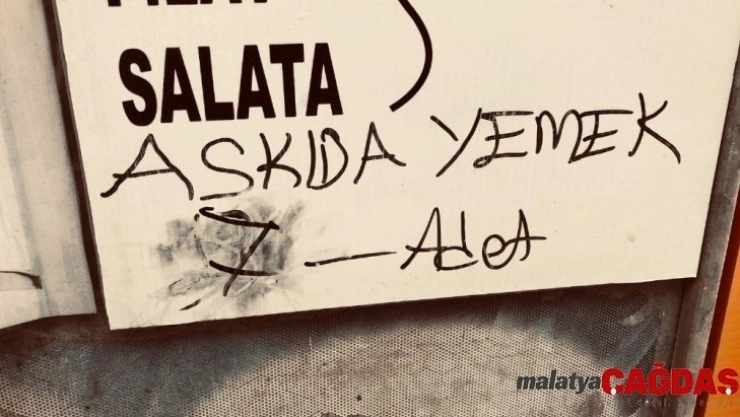 SALATA
ASKIDA YEMEK
7 — Adet
malatyaÇAĞDAŞ